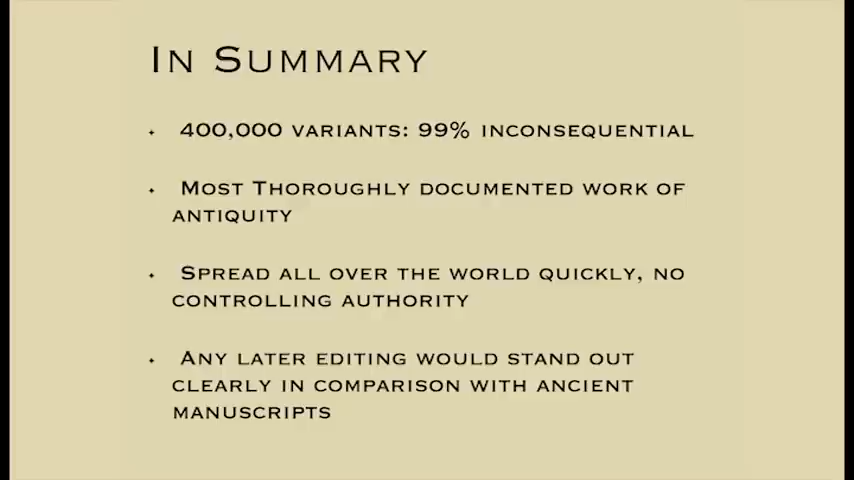 In Summary
400,000 variants: 99% inconsequential
Most Thoroughly documented work of
antiquity
Spread all over the world quickly, no
controlling authority
Any later editing would stand out
clearly in comparison with ancient
manuscripts